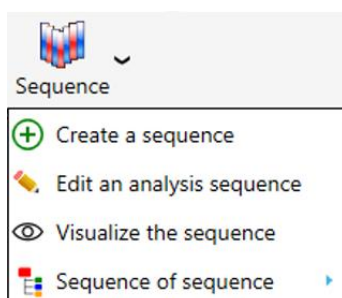 Sequence
Create a sequence
Edit an analysis sequence
Visualize the sequence
Sequence of sequence